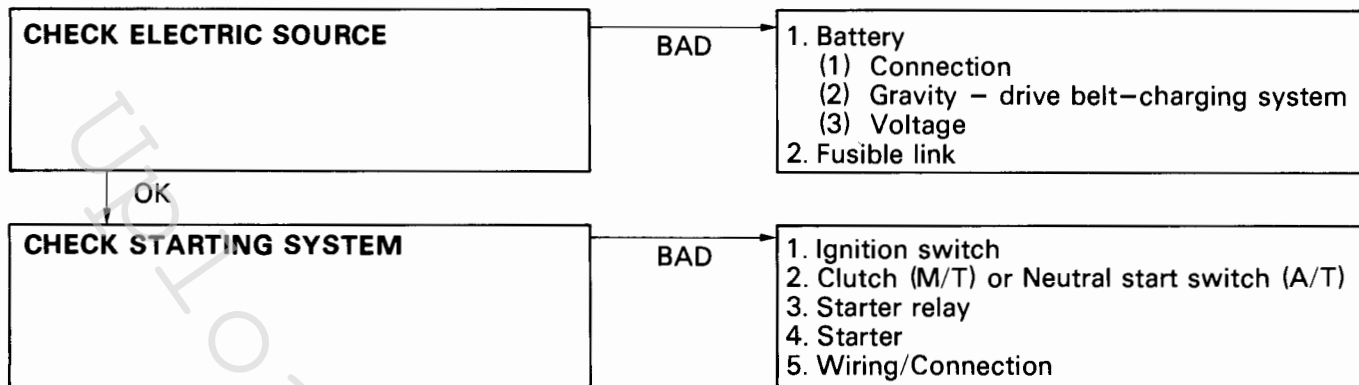 CHECK ELECTRIC SOURCE
BAD
1. Battery
(1) Connection
(2) Gravity – drive belt–charging system
(3) Voltage
2. Fusible link
OK
CHECK STARTING SYSTEM
BAD
1. Ignition switch
2. Clutch (M/T) or Neutral start switch (A/T)
3. Starter relay
4. Starter
5. Wiring/Connection